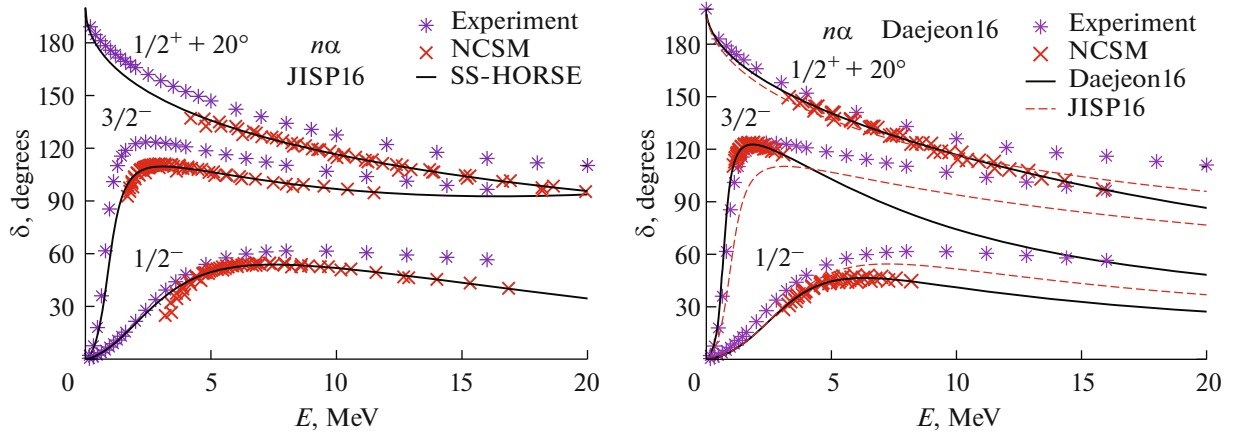 δ, degrees
180
150
120
90
60
30
0
5
10
15
20
E, MeV
1/2⁺ + 20°
nα
JISP16
3/2⁻
1/2⁻
Experiment
NCSM
SS-HORSE
δ, degrees
180
150
120
90
60
30
0
5
10
15
20
E, MeV
nα Daejeon16
1/2⁺ + 20°
3/2⁻
1/2⁻
Experiment
NCSM
Daejeon16
JISP16